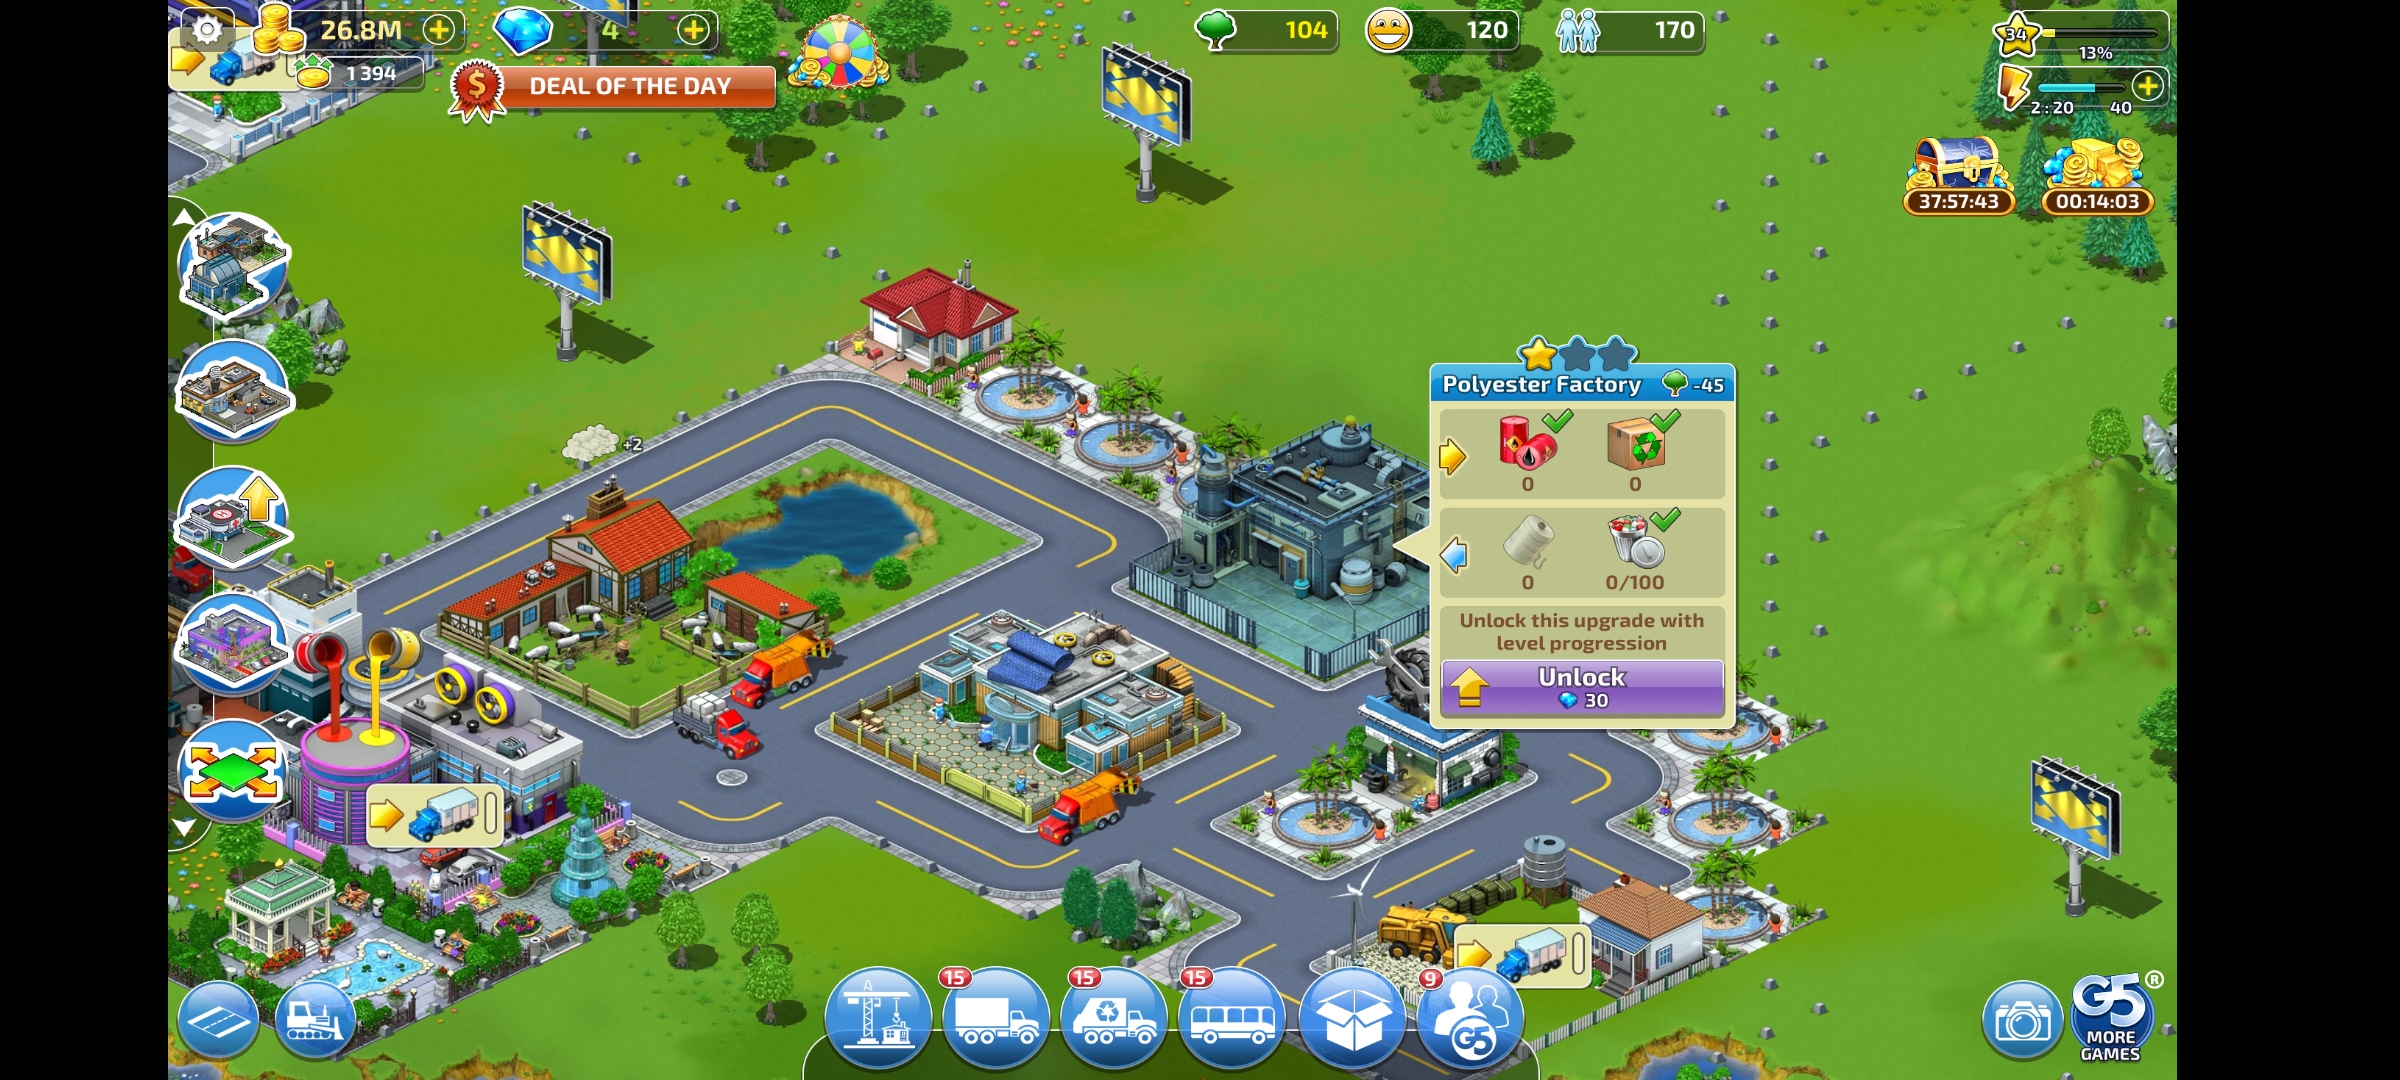 26.8M
4
104
120
170
34
13%
1 394
DEAL OF THE DAY
2:20
40
37:57:43
00:14:03
Polyester Factory
-45
0
0
+2
0
0/100
Unlock this upgrade with
level progression
Unlock
30
15
15
15
9
G5
G5®
MORE
GAMES